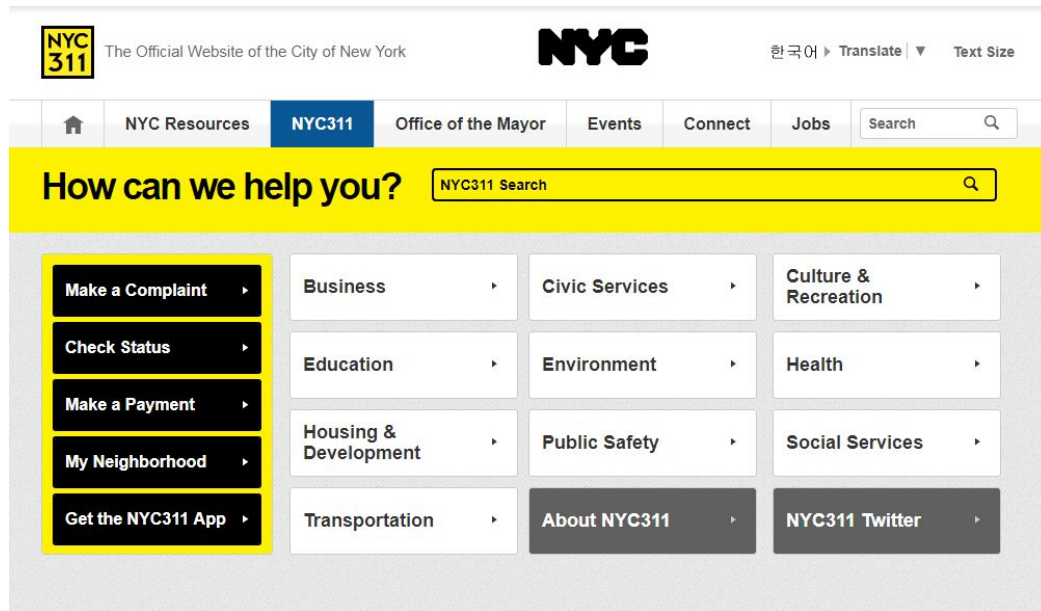 NYC
311
The Official Website of the City of New York
NYC
한국어 ▸ Translate | ▼ Text Size
NYC Resources
NYC311
Office of the Mayor
Events
Connect
Jobs
Search
How can we help you?
NYC311 Search
Make a Complaint
Check Status
Make a Payment
My Neighborhood
Get the NYC311 App
Business
Civic Services
Culture &
Recreation
Education
Environment
Health
Housing &
Development
Public Safety
Social Services
Transportation
About NYC311
NYC311 Twitter